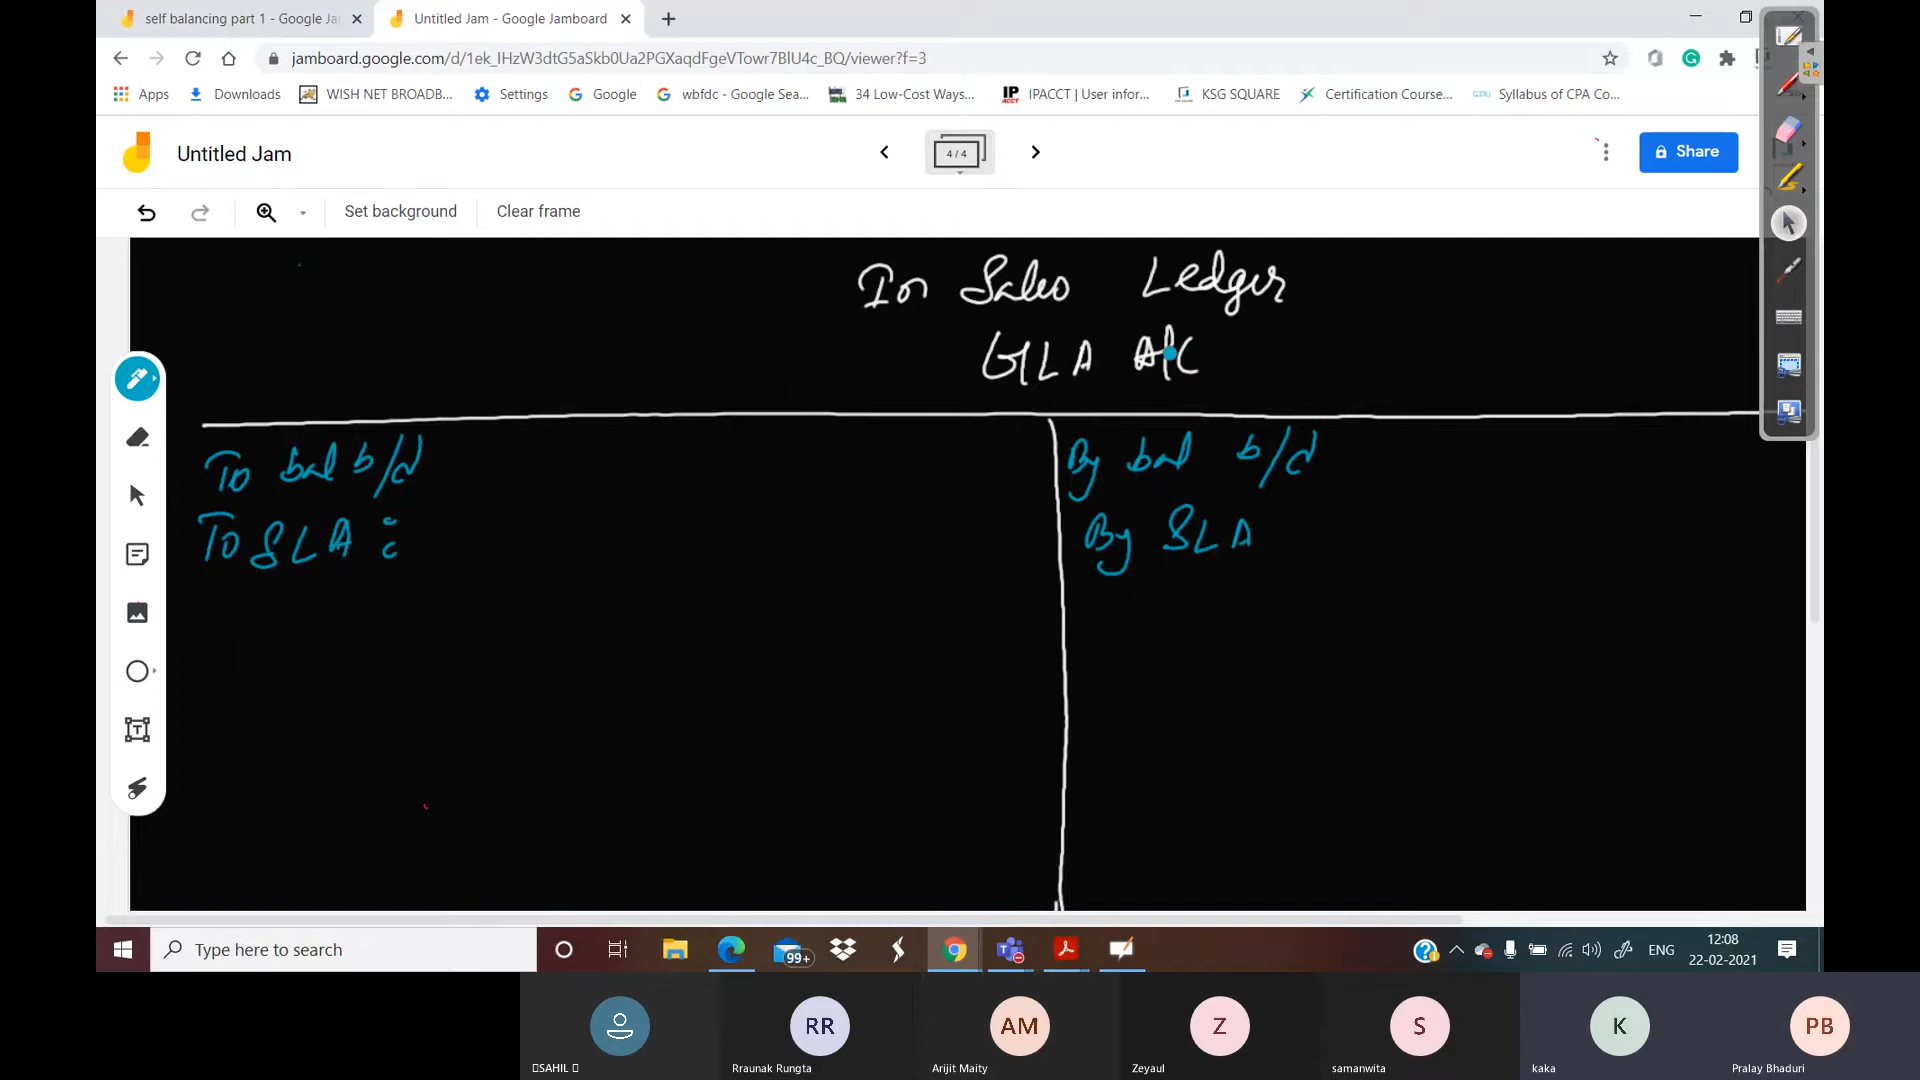 self balancing part 1 - Google Ja
Untitled Jam - Google Jamboard
jamboard.google.com/d/1ek_IHzW3dtG5aSkb0Ua2PGXaqdFgeVTowr7BlU4c_BQ/viewer?f=3
Apps Downloads WISH NET BROADB... Settings Google wbfdc - Google Sea... 34 Low-Cost Ways... IPACCT | User infor... KSG SQUARE Certification Course... Syllabus of CPA Co...
Untitled Jam
4 / 4
Share
Set background Clear frame
In Sales Ledger
GLA A/C
To bal b/d By bal b/d
To SLA : By SLA
Type here to search
99+
ENG
12:08
22-02-2021
RR AM Z S K PB
SAHIL Rraunak Rungta Arijit Maity Zeyaul samanwita kaka Pralay Bhaduri